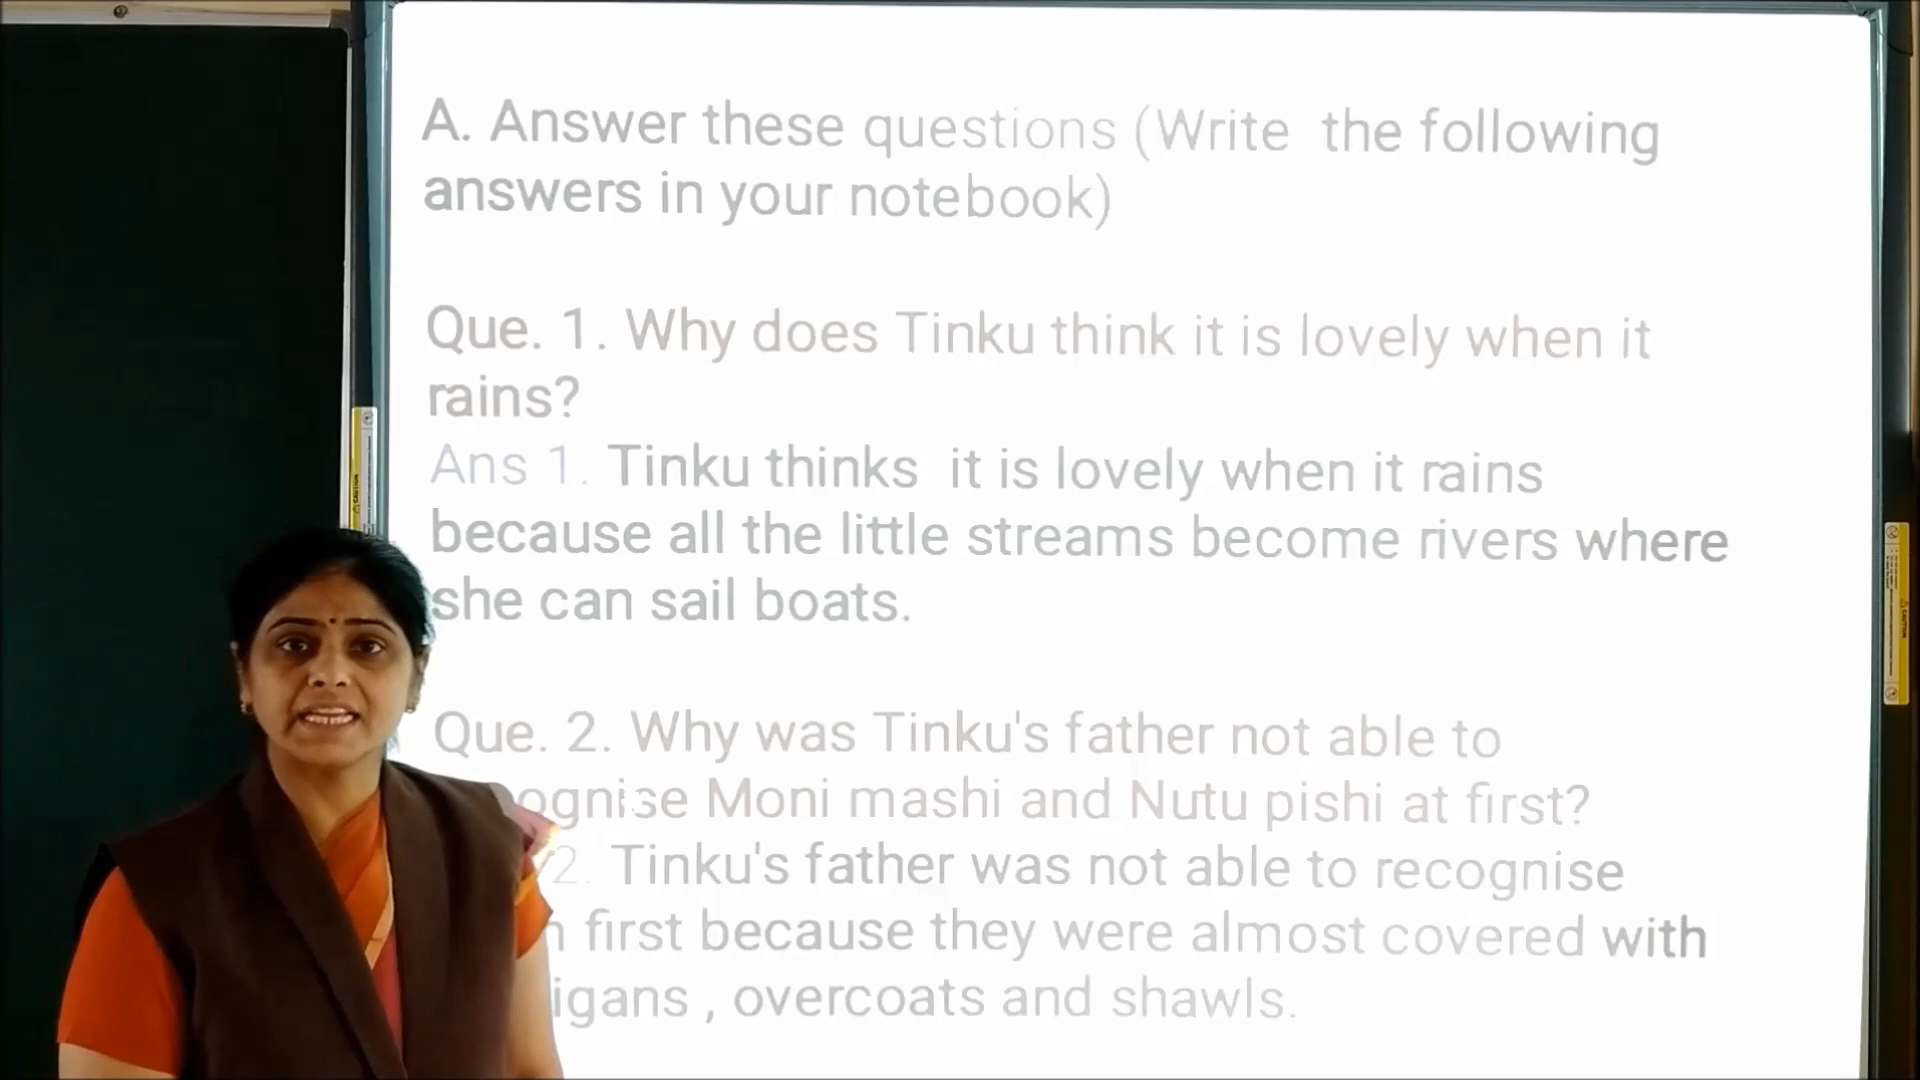 A. Answer these questions (Write the following
answers in your notebook)
Que. 1. Why does Tinku think it is lovely when it
rains?
Ans 1. Tinku thinks it is lovely when it rains
because all the little streams become rivers where
she can sail boats.
Que. 2. Why was Tinku's father not able to
ognise Moni mashi and Nutu pishi at first?
2. Tinku's father was not able to recognise
first because they were almost covered with
igans , overcoats and shawls.
CAUTION
CAUTION